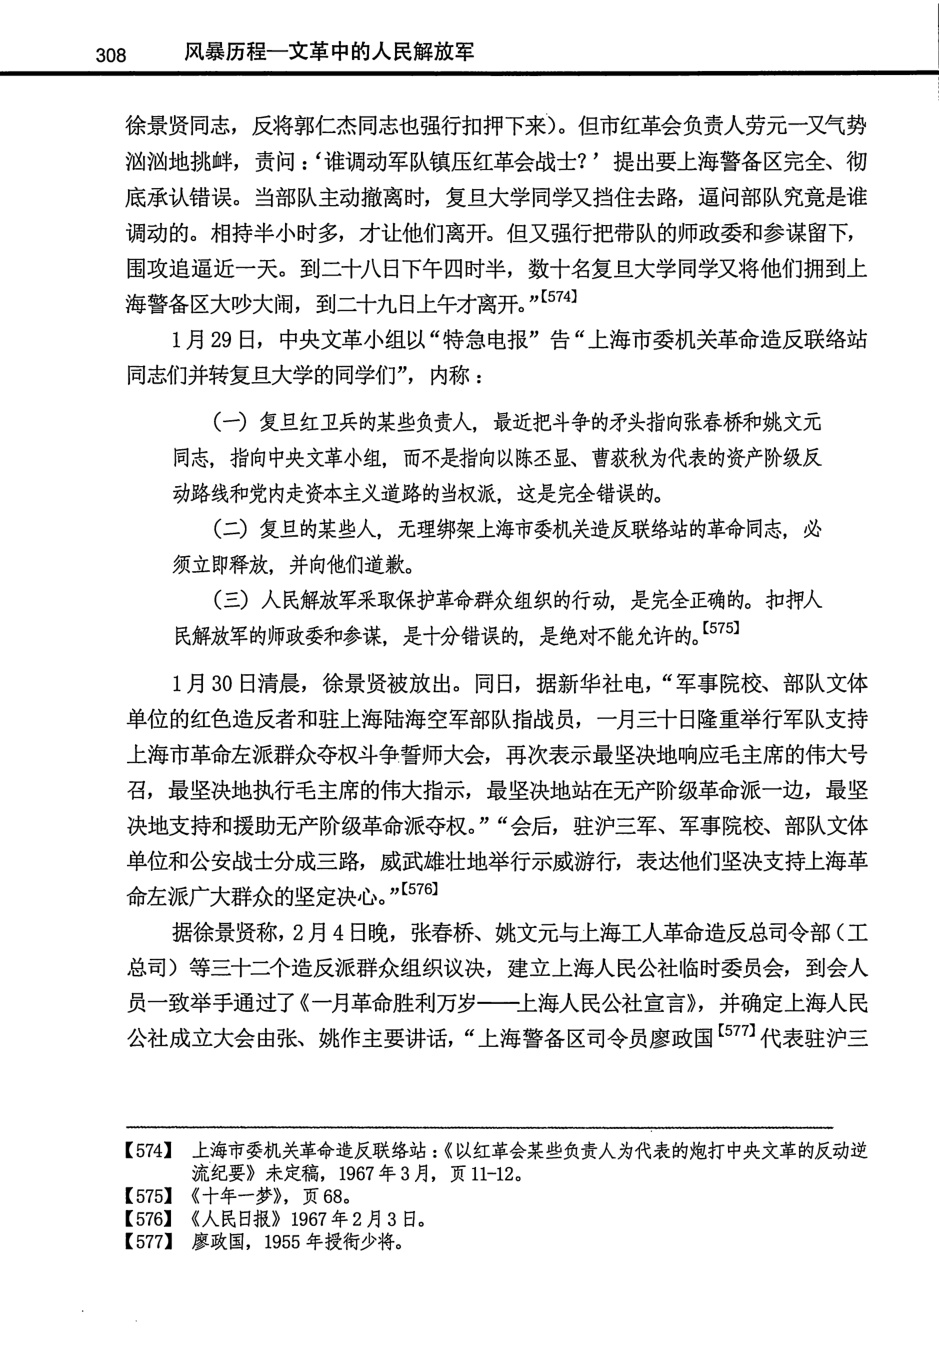 308 风暴历程—文革中的人民解放军
徐景贤同志，反将郭仁杰同志也强行扣押下来）。但市红革会负责人劳元一又气势
汹汹地挑衅，责问：‘谁调动军队镇压红革会战士？’提出要上海警备区完全、彻
底承认错误。当部队主动撤离时，复旦大学同学又挡住去路，逼问部队究竟是谁
调动的。相持半小时多，才让他们离开。但又强行把带队的师政委和参谋留下，
围攻追逼近一天。到二十八日下午四时半，数十名复旦大学同学又将他们拥到上
海警备区大吵大闹，到二十九日上午才离开。”【574】
1月29日，中央文革小组以“特急电报”告“上海市委机关革命造反联络站
同志们并转复旦大学的同学们”，内称：
（一）复旦红卫兵的某些负责人，最近把斗争的矛头指向张春桥和姚文元
同志，指向中央文革小组，而不是指向以陈丕显、曹荻秋为代表的资产阶级反
动路线和党内走资本主义道路的当权派，这是完全错误的。
（二）复旦的某些人，无理绑架上海市委机关造反联络站的革命同志，必
须立即释放，并向他们道歉。
（三）人民解放军采取保护革命群众组织的行动，是完全正确的。扣押人
民解放军的师政委和参谋，是十分错误的，是绝对不能允许的。【575】
1月30日清晨，徐景贤被放出。同日，据新华社电，“军事院校、部队文体
单位的红色造反者和驻上海陆海空军部队指战员，一月三十日隆重举行军队支持
上海市革命左派群众夺权斗争誓师大会，再次表示最坚决地响应毛主席的伟大号
召，最坚决地执行毛主席的伟大指示，最坚决地站在无产阶级革命派一边，最坚
决地支持和援助无产阶级革命派夺权。”“会后，驻沪三军、军事院校、部队文体
单位和公安战士分成三路，威武雄壮地举行示威游行，表达他们坚决支持上海革
命左派广大群众的坚定决心。”【576】
据徐景贤称，2月4日晚，张春桥、姚文元与上海工人革命造反总司令部（工
总司）等三十二个造反派群众组织议决，建立上海人民公社临时委员会，到会人
员一致举手通过了《一月革命胜利万岁——上海人民公社宣言》，并确定上海人民
公社成立大会由张、姚作主要讲话，“上海警备区司令员廖政国【577】代表驻沪三
【574】 上海市委机关革命造反联络站：《以红革会某些负责人为代表的炮打中央文革的反动逆
流纪要》未定稿，1967年3月，页11-12。
【575】 《十年一梦》，页68。
【576】 《人民日报》1967年2月3日。
【577】 廖政国，1955年授衔少将。